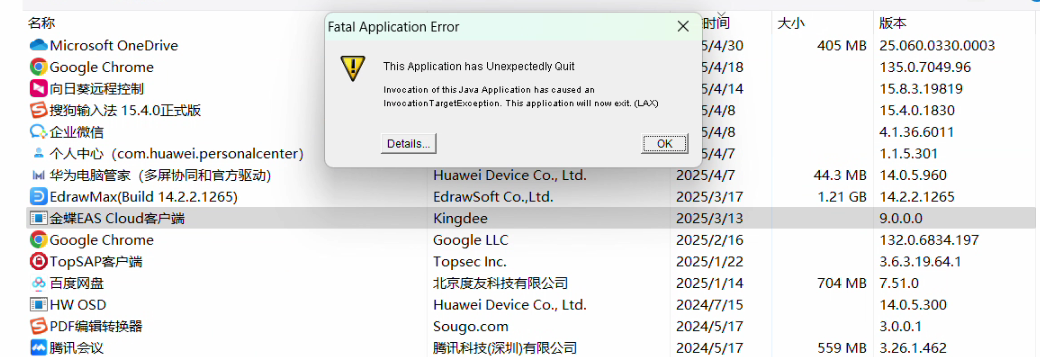 名称 时间 大小 版本
Fatal Application Error
This Application has Unexpectedly Quit
Invocation of this Java Application has caused an
InvocationTargetException. This application will now exit. (LAX)
Details... OK
Microsoft OneDrive 5/4/30 405 MB 25.060.0330.0003
Google Chrome 5/4/18 135.0.7049.96
向日葵远程控制 5/4/14 15.8.3.19819
搜狗输入法 15.4.0正式版 5/4/8 15.4.0.1830
企业微信 5/4/8 4.1.36.6011
个人中心（com.huawei.personalcenter） 5/4/7 1.1.5.301
华为电脑管家（多屏协同和官方驱动） Huawei Device Co., Ltd. 2025/4/7 44.3 MB 14.0.5.960
EdrawMax(Build 14.2.2.1265) EdrawSoft Co.,Ltd. 2025/3/17 1.21 GB 14.2.2.1265
金蝶EAS Cloud客户端 Kingdee 2025/3/13 9.0.0.0
Google Chrome Google LLC 2025/2/16 132.0.6834.197
TopSAP客户端 Topsec Inc. 2025/1/22 3.6.3.19.64.1
百度网盘 北京度友科技有限公司 2025/1/14 704 MB 7.51.0
HW OSD Huawei Device Co., Ltd. 2024/7/15 14.0.5.300
PDF编辑转换器 Sougo.com 2024/5/17 3.0.0.1
腾讯会议 腾讯科技(深圳)有限公司 2024/5/17 559 MB 3.26.1.462